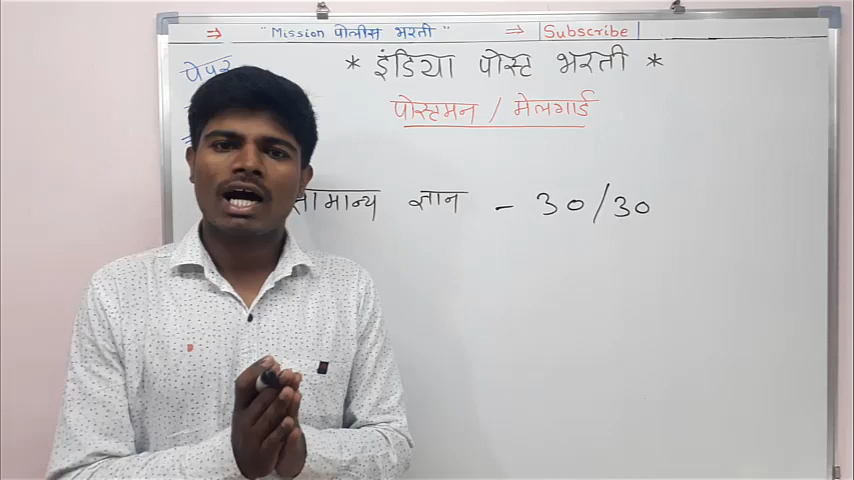 ⇒ "Mission पोलीस भरती" ⇒ Subscribe
पेपर
* इंडिया पोस्ट भरती *
पोस्टमन / मेलगार्ड
सामान्य ज्ञान - 30/30